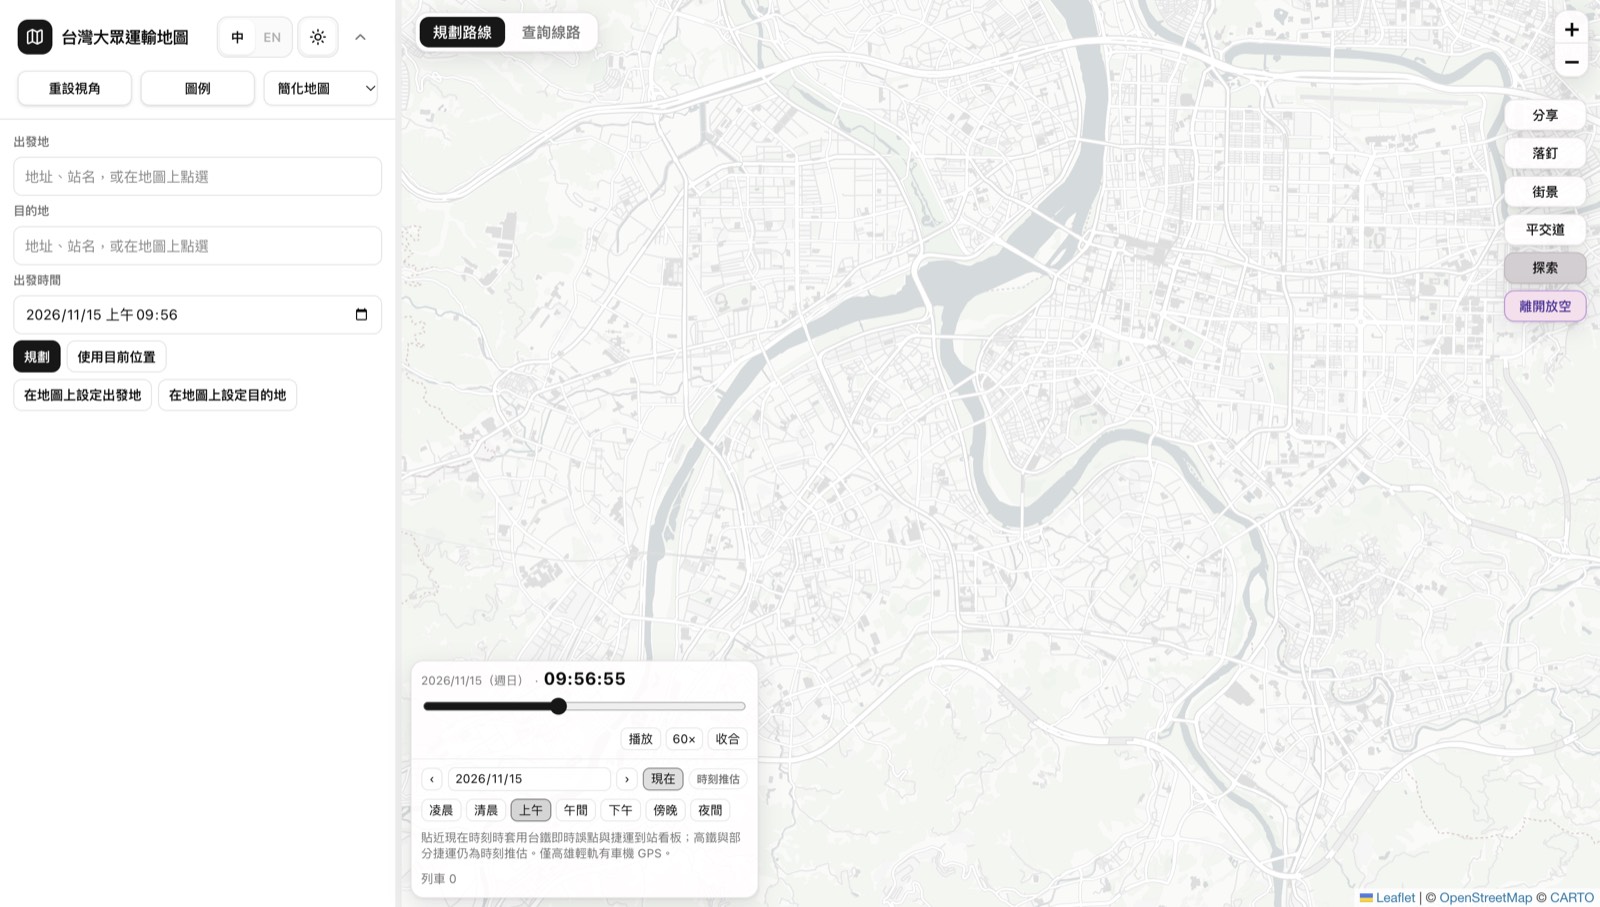 台灣大眾運輸地圖
中 EN
重設視角 圖例 簡化地圖
出發地
地址、站名，或在地圖上點選
目的地
地址、站名，或在地圖上點選
出發時間
2026/11/15 上午 09:56
規劃 使用目前位置
在地圖上設定出發地 在地圖上設定目的地
規劃路線 查詢線路
+
−
分享
落釘
街景
平交道
探索
離開放空
2026/11/15（週日） · 09:56:55
播放 60× 收合
‹ 2026/11/15 › 現在 時刻推估
凌晨 清晨 上午 午間 下午 傍晚 夜間
貼近現在時刻時套用台鐵即時誤點與捷運到站看板；高鐵與部
分捷運仍為時刻推估。僅高雄輕軌有車機 GPS。
列車 0
Leaflet | © OpenStreetMap © CARTO